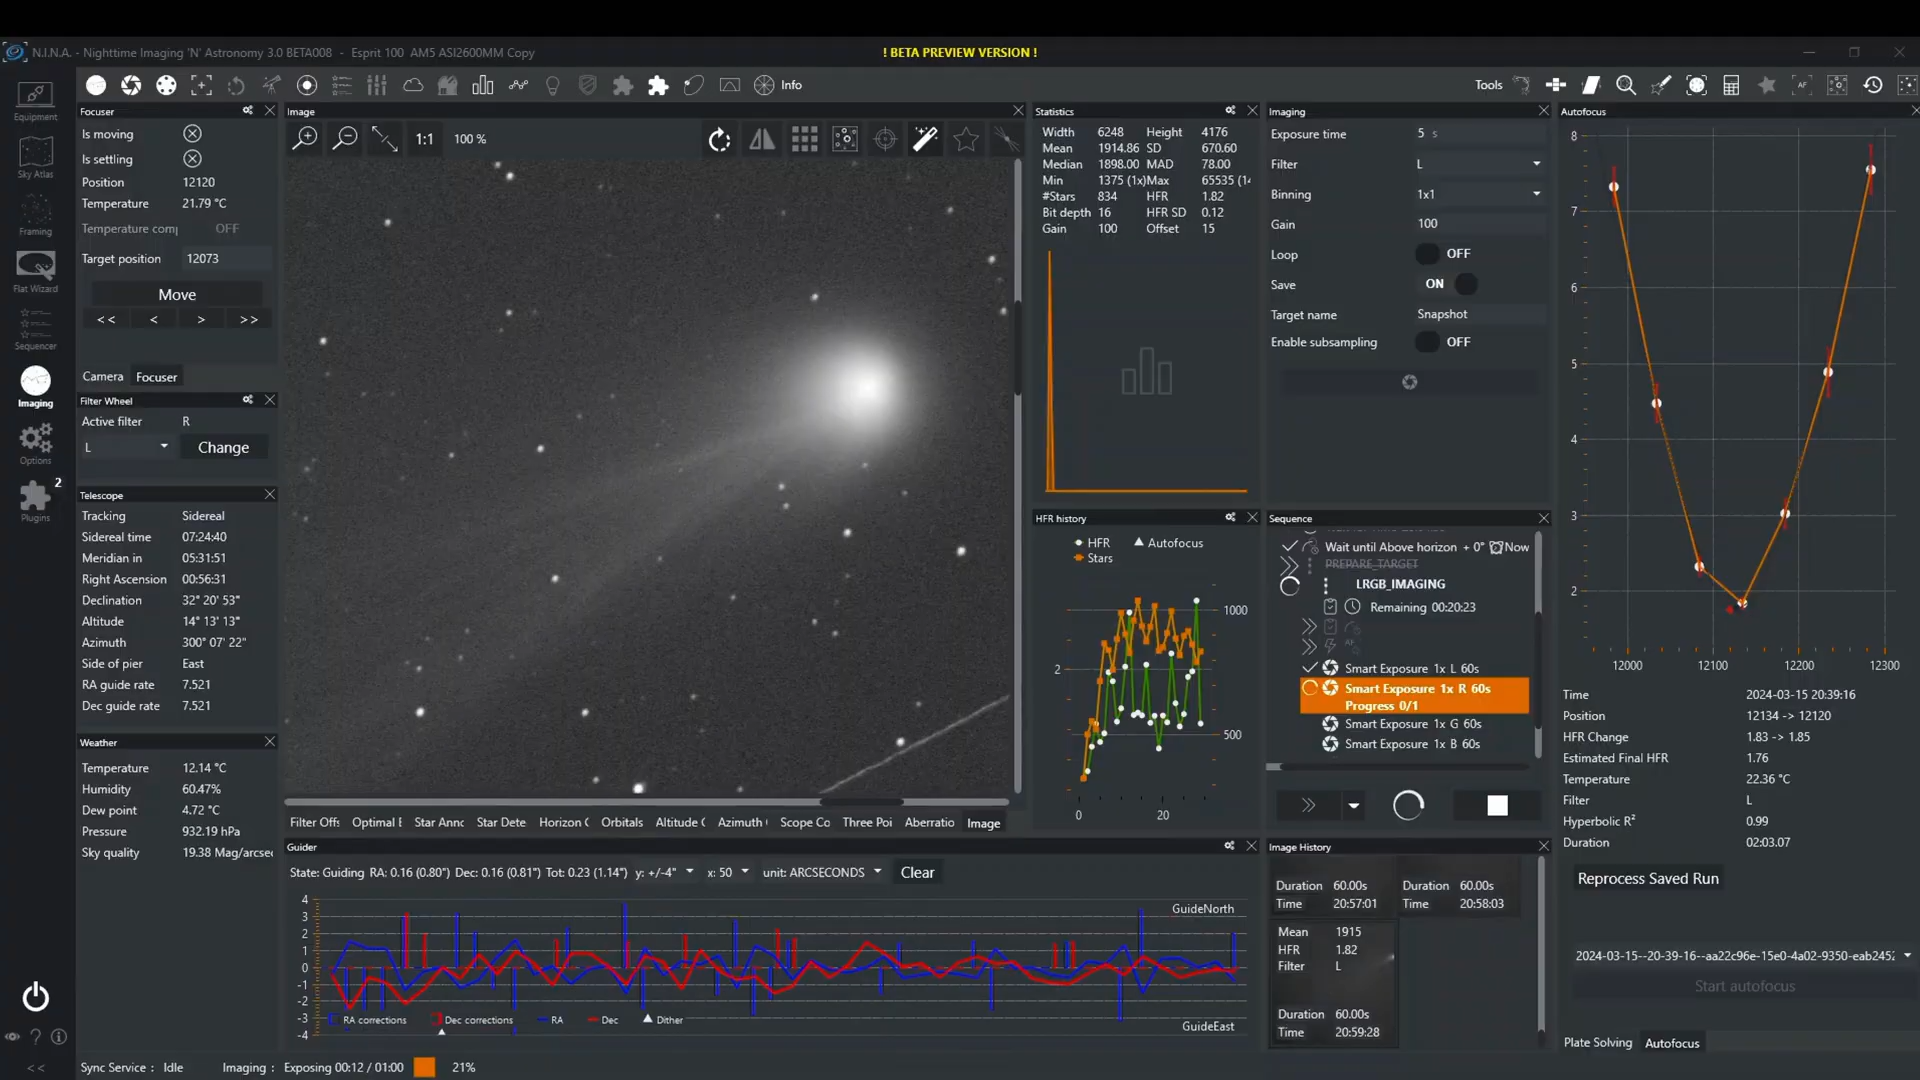 N.I.N.A. - Nighttime Imaging 'N' Astronomy 3.0 BETA008 - Esprit 100 AM5 ASI2600MM Copy
! BETA PREVIEW VERSION !
Info
Tools
Equipment
Sky Atlas
Framing
Flat Wizard
Sequencer
Imaging
Options
2
Plugins
Focuser
Is moving
Is settling
Position 12120
Temperature 21.79 °C
Temperature comp OFF
Target position 12073
Move
<< < > >>
Camera Focuser
Filter Wheel
Active filter R
L Change
Telescope
Tracking Sidereal
Sidereal time 07:24:40
Meridian in 05:31:51
Right Ascension 00:56:31
Declination 32° 20' 53"
Altitude 14° 13' 13"
Azimuth 300° 07' 22"
Side of pier East
RA guide rate 7.521
Dec guide rate 7.521
Weather
Temperature 12.14 °C
Humidity 60.47%
Dew point 4.72 °C
Pressure 932.19 hPa
Sky quality 19.38 Mag/arcsec
Image
1:1 100 %
Filter Offs Optimal E Star Anno Star Dete Horizon C Orbitals Altitude C Azimuth Scope Co Three Poi Aberratio Image
Statistics
Width 6248 Height 4176
Mean 1914.86 SD 670.60
Median 1898.00 MAD 78.00
Min 1375 (1x) Max 65535 (14
#Stars 834 HFR 1.82
Bit depth 16 HFR SD 0.12
Gain 100 Offset 15
HFR history
HFR Autofocus
Stars
1000
2
500
0 20
Imaging
Exposure time 5 s
Filter L
Binning 1x1
Gain 100
Loop OFF
Save ON
Target name Snapshot
Enable subsampling OFF
Sequence
Wait until Above horizon + 0° Now
PREPARE_TARGET
LRGB_IMAGING
Remaining 00:20:23
Smart Exposure 1x L 60s
Smart Exposure 1x R 60s
Progress 0/1
Smart Exposure 1x G 60s
Smart Exposure 1x B 60s
Autofocus
8
7
6
5
4
3
2
12000 12100 12200 12300
Time 2024-03-15 20:39:16
Position 12134 -> 12120
HFR Change 1.83 -> 1.85
Estimated Final HFR 1.76
Temperature 22.36 °C
Filter L
Hyperbolic R² 0.99
Duration 02:03.07
Reprocess Saved Run
2024-03-15--20-39-16--aa22c96e-15e0-4a02-9350-eab2452
Start autofocus
Plate Solving Autofocus
Guider
State: Guiding RA: 0.16 (0.80") Dec: 0.16 (0.81") Tot: 0.23 (1.14") y: +/-4" x: 50 unit: ARCSECONDS Clear
4
3
2
1
0
-1
-2
-3
-4
GuideNorth
RA corrections Dec corrections RA Dec Dither
GuideEast
Image History
Duration 60.00s
Time 20:57:01
Duration 60.00s
Time 20:58:03
Mean 1915
HFR 1.82
Filter L
Duration 60.00s
Time 20:59:28
<<
Sync Service : Idle Imaging : Exposing 00:12 / 01:00 21%